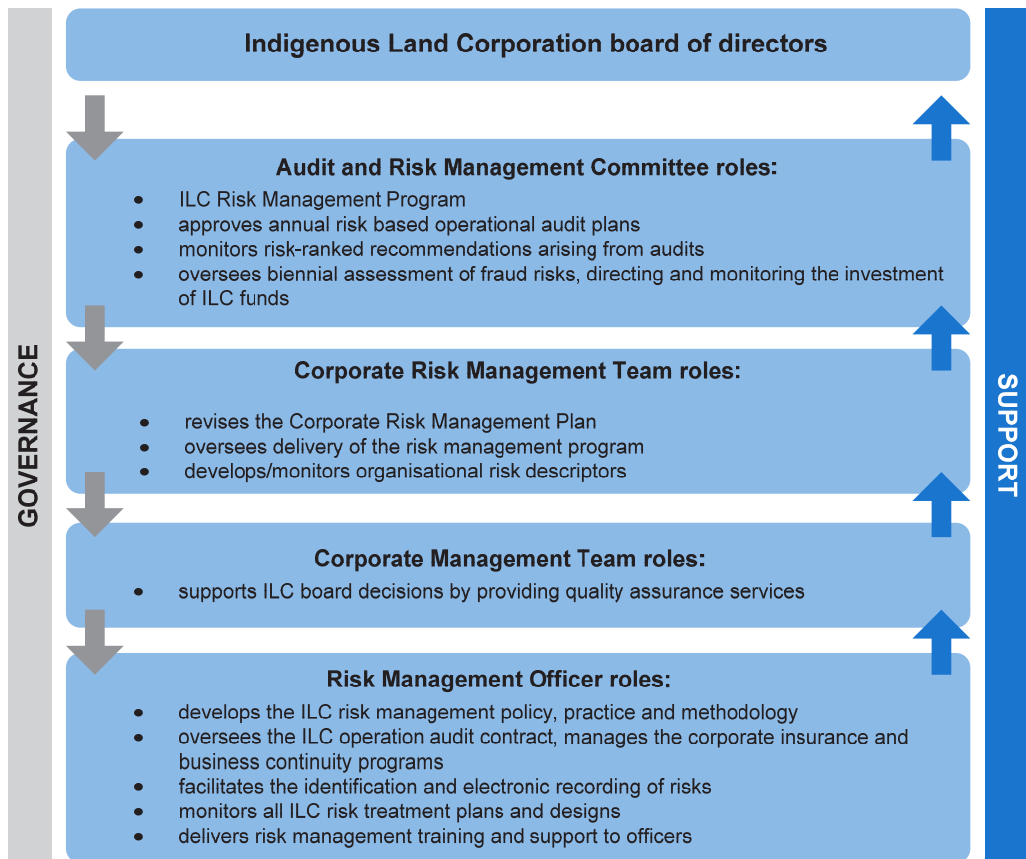 Indigenous Land Corporation board of directors
Audit and Risk Management Committee roles:
• ILC Risk Management Program
• approves annual risk based operational audit plans
• monitors risk-ranked recommendations arising from audits
• oversees biennial assessment of fraud risks, directing and monitoring the investment
of ILC funds
Corporate Risk Management Team roles:
• revises the Corporate Risk Management Plan
• oversees delivery of the risk management program
• develops/monitors organisational risk descriptors
Corporate Management Team roles:
• supports ILC board decisions by providing quality assurance services
Risk Management Officer roles:
• develops the ILC risk management policy, practice and methodology
• oversees the ILC operation audit contract, manages the corporate insurance and
business continuity programs
• facilitates the identification and electronic recording of risks
• monitors all ILC risk treatment plans and designs
• delivers risk management training and support to officers
GOVERNANCE
SUPPORT